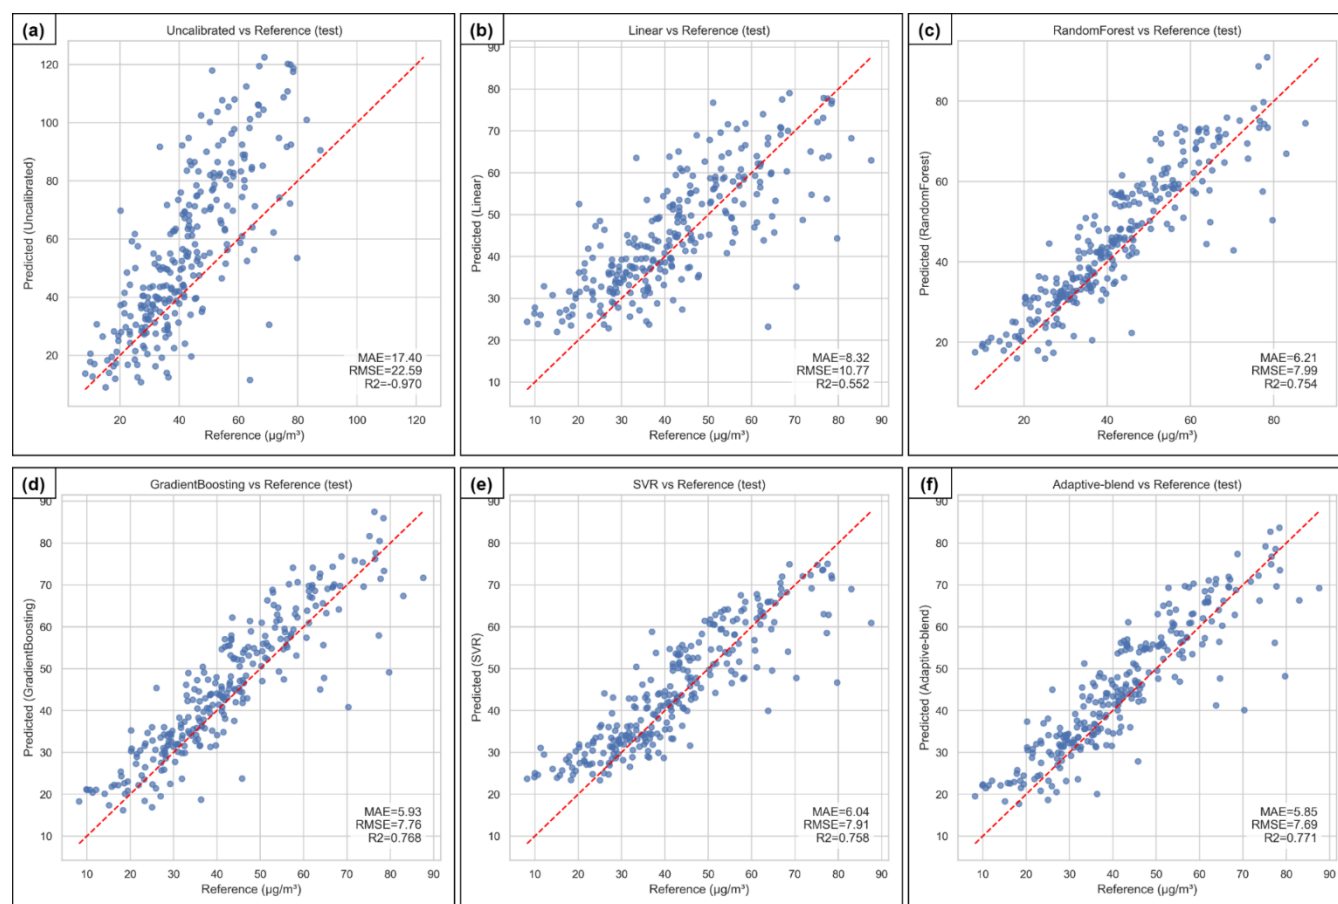 (a)
Uncalibrated vs Reference (test)
Predicted (Uncalibrated)
120
100
80
60
40
20
MAE=17.40
RMSE=22.59
R2=-0.970
20 40 60 80 100 120
Reference (µg/m³)
(b)
Linear vs Reference (test)
Predicted (Linear)
90
80
70
60
50
40
30
20
10
MAE=8.32
RMSE=10.77
R2=0.552
10 20 30 40 50 60 70 80 90
Reference (µg/m³)
(c)
RandomForest vs Reference (test)
Predicted (RandomForest)
80
60
40
20
MAE=6.21
RMSE=7.99
R2=0.754
20 40 60 80
Reference (µg/m³)
(d)
GradientBoosting vs Reference (test)
Predicted (GradientBoosting)
90
80
70
60
50
40
30
20
10
MAE=5.93
RMSE=7.76
R2=0.768
10 20 30 40 50 60 70 80 90
Reference (µg/m³)
(e)
SVR vs Reference (test)
Predicted (SVR)
90
80
70
60
50
40
30
20
10
MAE=6.04
RMSE=7.91
R2=0.758
10 20 30 40 50 60 70 80 90
Reference (µg/m³)
(f)
Adaptive-blend vs Reference (test)
Predicted (Adaptive-blend)
90
80
70
60
50
40
30
20
10
MAE=5.85
RMSE=7.69
R2=0.771
10 20 30 40 50 60 70 80 90
Reference (µg/m³)